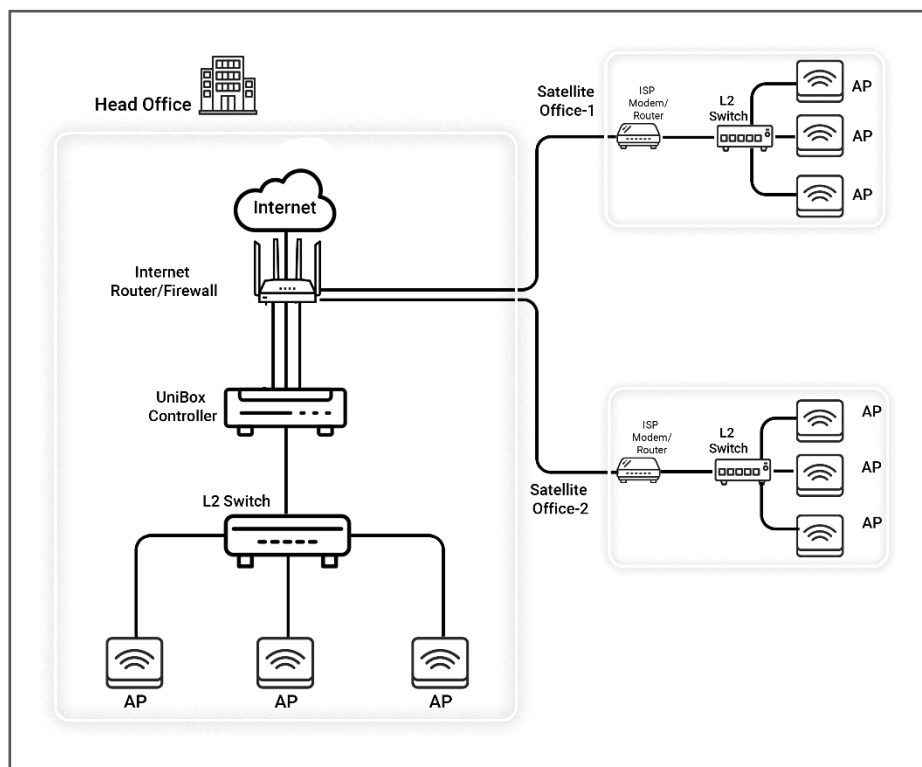 Head Office
Internet
Internet
Router/Firewall
UniBox
Controller
L2 Switch
AP
AP
AP
Satellite
Office-1
ISP
Modem/
Router
L2
Switch
AP
AP
AP
Satellite
Office-2
ISP
Modem/
Router
L2
Switch
AP
AP
AP